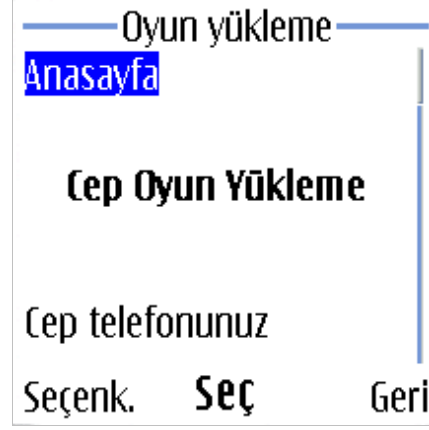 Oyun yükleme
Anasayfa
Cep Oyun Yükleme
Cep telefonunuz
Seçenk. Seç Geri